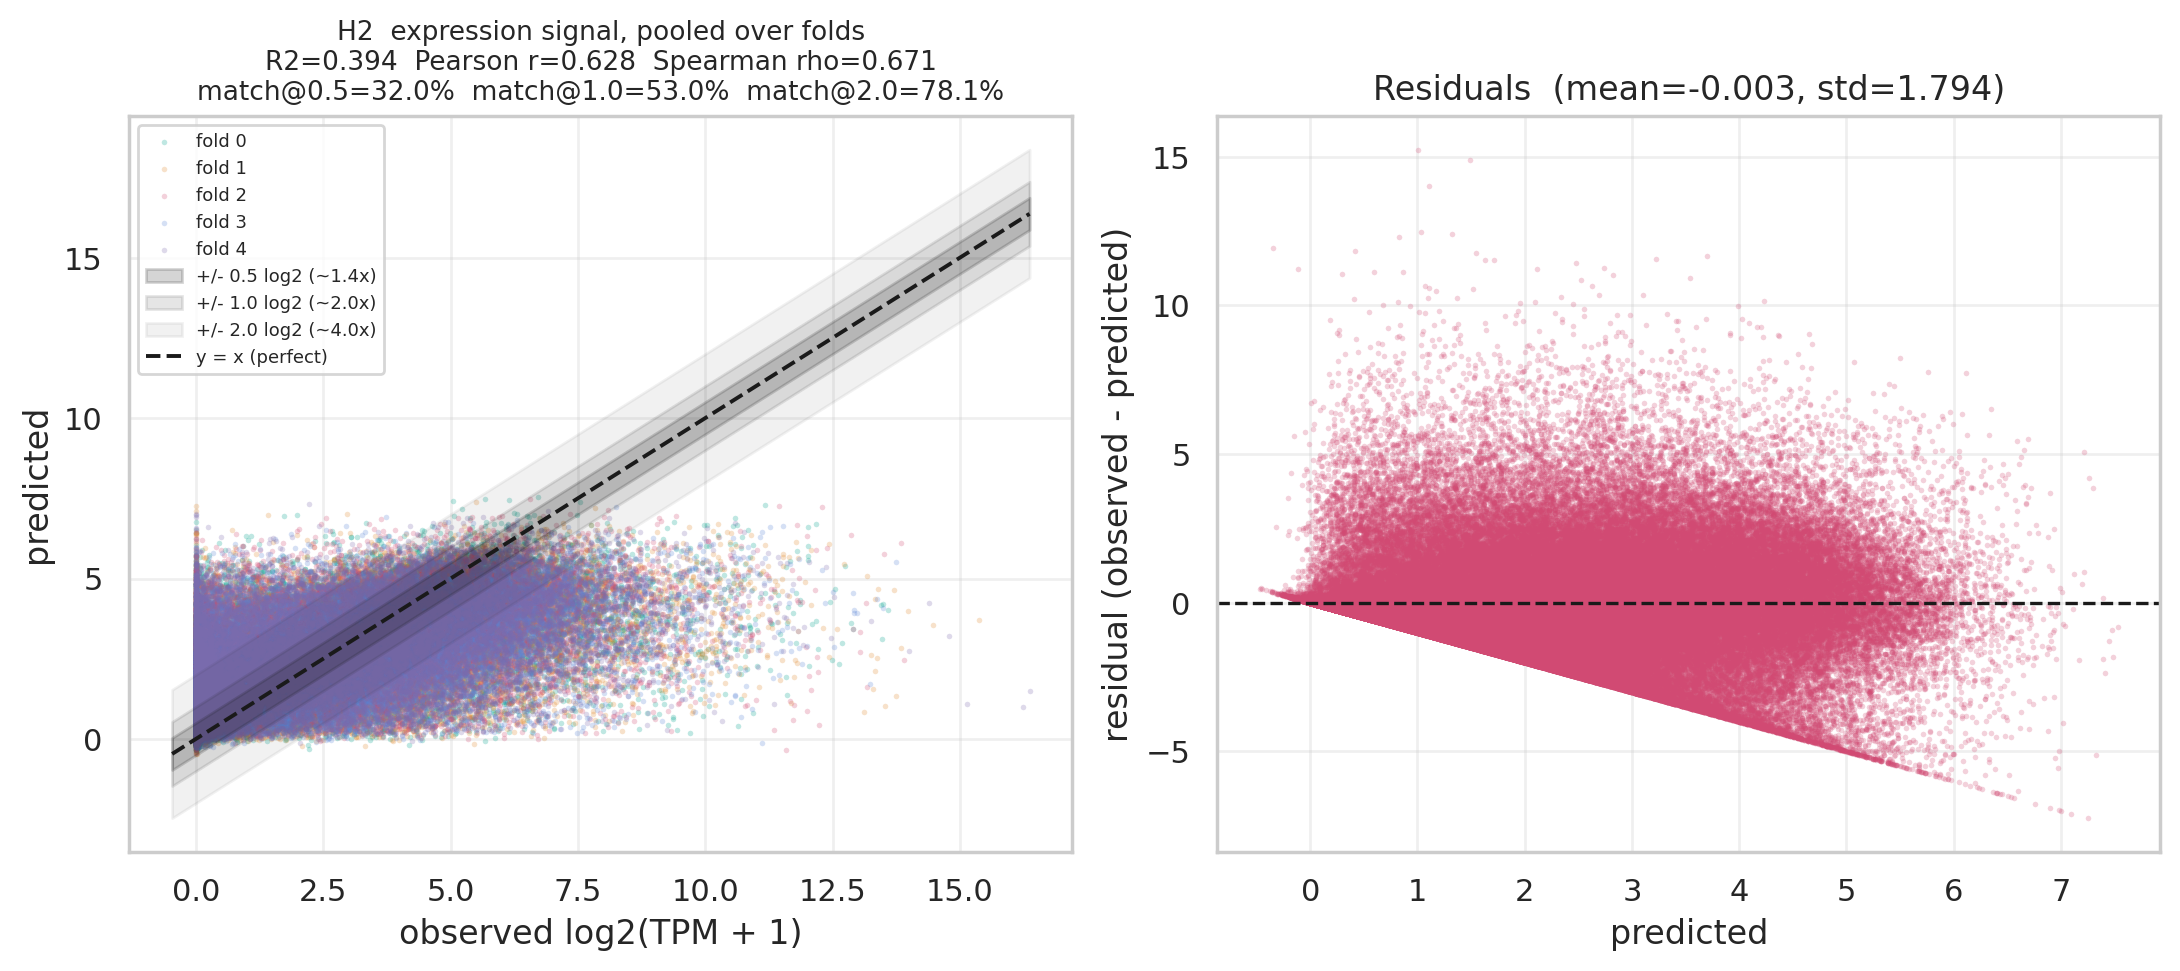 H2  expression signal, pooled over folds
R2=0.394  Pearson r=0.628  Spearman rho=0.671
match@0.5=32.0%  match@1.0=53.0%  match@2.0=78.1%
fold 0
fold 1
fold 2
fold 3
fold 4
+/- 0.5 log2 (~1.4x)
+/- 1.0 log2 (~2.0x)
+/- 2.0 log2 (~4.0x)
y = x (perfect)
15
10
5
0
predicted
0.0 2.5 5.0 7.5 10.0 12.5 15.0
observed log2(TPM + 1)
Residuals  (mean=-0.003, std=1.794)
15
10
5
0
−5
residual (observed - predicted)
0 1 2 3 4 5 6 7
predicted